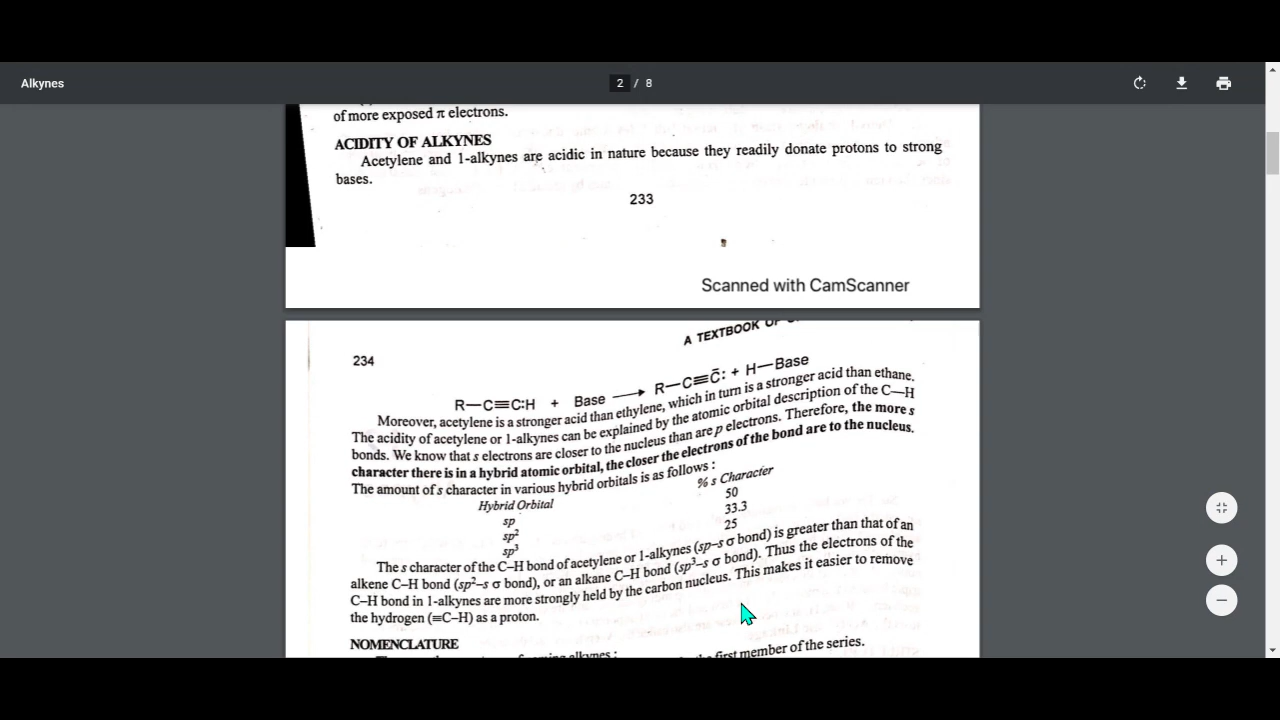 Alkynes
2 / 8
of more exposed π electrons.
ACIDITY OF ALKYNES
Acetylene and 1-alkynes are acidic in nature because they readily donate protons to strong
bases.
233
Scanned with CamScanner
A TEXTBOOK OF
234
R—C≡C:H + Base ⟶ R—C≡C̄: + H—Base
Moreover, acetylene is a stronger acid than ethylene, which in turn is a stronger acid than ethane.
The acidity of acetylene or 1-alkynes can be explained by the atomic orbital description of the C—H
bonds. We know that s electrons are closer to the nucleus than are p electrons. Therefore, the more s
character there is in a hybrid atomic orbital, the closer the electrons of the bond are to the nucleus.
The amount of s character in various hybrid orbitals is as follows :
Hybrid Orbital % s Character
sp 50
sp² 33.3
sp³ 25
The s character of the C–H bond of acetylene or 1-alkynes (sp–s σ bond) is greater than that of an
alkene C–H bond (sp²–s σ bond), or an alkane C–H bond (sp³–s σ bond). Thus the electrons of the
C–H bond in 1-alkynes are more strongly held by the carbon nucleus. This makes it easier to remove
the hydrogen (≡C–H) as a proton.
NOMENCLATURE
alkynes :
first member of the series.